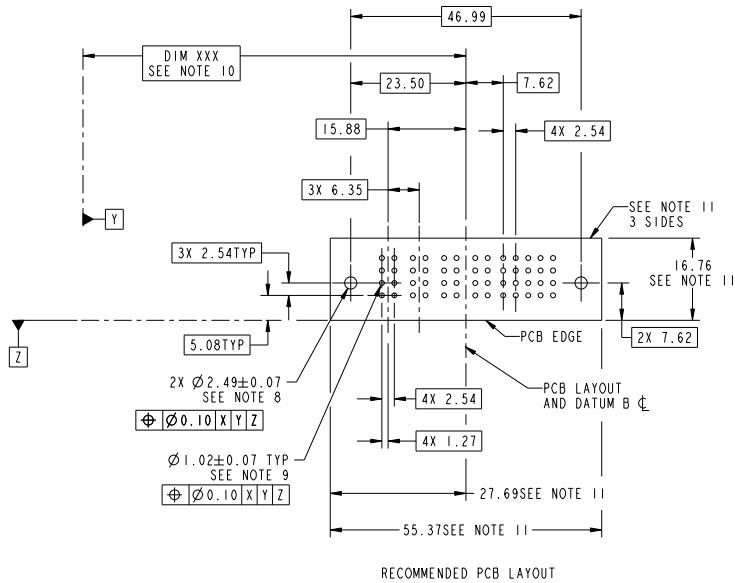 46.99
DIM XXX
SEE NOTE 10
23.50
7.62
15.88
4X 2.54
3X 6.35
Y
SEE NOTE 11
3 SIDES
3X 2.54TYP
16.76
SEE NOTE 11
Z
5.08TYP
PCB EDGE
2X 7.62
2X Ø2.49±0.07
SEE NOTE 8
⌖ Ø0.10 X Y Z
4X 2.54
PCB LAYOUT
AND DATUM B ℄
4X 1.27
Ø1.02±0.07 TYP
SEE NOTE 9
⌖ Ø0.10 X Y Z
27.69SEE NOTE 11
55.37SEE NOTE 11
RECOMMENDED PCB LAYOUT